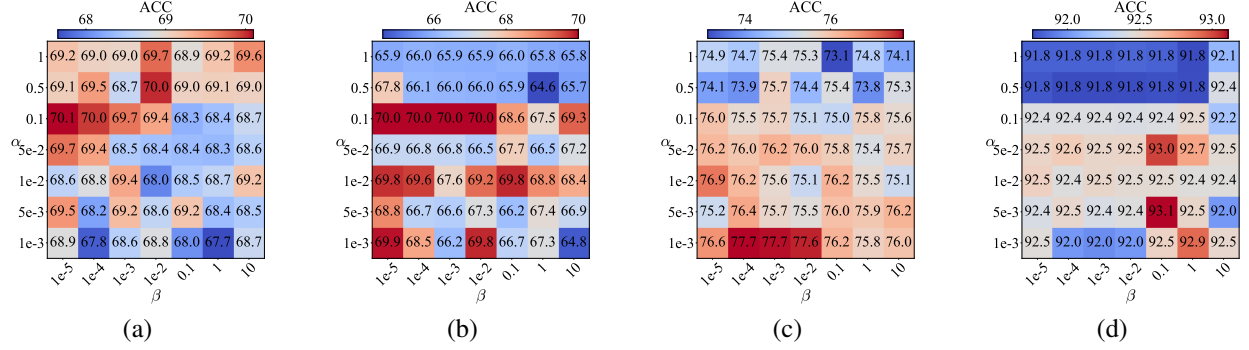 ACC ACC ACC ACC
68 69 70 66 68 70 74 76 92.0 92.5 93.0
1 69.2 69.0 69.0 69.7 68.9 69.2 69.6 65.9 66.0 66.0 66.0 66.0 65.8 65.8 1 74.9 74.7 75.4 75.3 73.1 74.8 74.1 1 91.8 91.8 91.8 91.8 91.8 91.8 92.1
0.5 69.1 69.5 68.7 70.0 69.0 69.1 69.0 0.5 67.8 66.1 66.0 66.0 65.9 64.6 65.7 0.5 74.1 73.9 75.7 74.4 75.4 73.8 75.3 0.5 91.8 91.8 91.8 91.8 91.8 91.8 92.4
0.1 70.1 70.0 69.7 69.4 68.3 68.4 68.7 0.1 70.0 70.0 70.0 70.0 68.6 67.5 69.3 0.1 76.0 75.5 75.7 75.1 75.0 75.8 75.6 0.1 92.4 92.4 92.4 92.4 92.4 92.5 92.2
α 5e-2 69.7 69.4 68.5 68.4 68.4 68.3 68.6 α 5e-2 66.9 66.8 66.8 66.5 67.7 66.5 67.2 α 5e-2 76.2 76.0 76.2 76.0 75.8 75.4 75.7 α 5e-2 92.5 92.6 92.5 92.5 93.0 92.7 92.5
1e-2 68.6 68.8 69.4 68.0 68.5 68.7 69.2 1e-2 69.8 69.6 67.6 69.2 69.8 68.8 68.4 1e-2 76.9 76.2 75.6 75.1 76.2 75.5 75.1 1e-2 92.5 92.4 92.5 92.5 92.5 92.4 92.4
5e-3 69.5 68.2 69.2 68.6 69.2 68.4 68.5 5e-3 68.8 66.7 66.6 67.3 66.2 67.4 66.9 5e-3 75.2 76.4 75.7 75.5 76.0 75.9 76.2 5e-3 92.4 92.5 92.4 92.4 93.1 92.5 92.0
1e-3 68.9 67.8 68.6 68.8 68.0 67.7 68.7 1e-3 69.9 68.5 66.2 69.8 66.7 67.3 64.8 1e-3 76.6 77.7 77.7 77.6 76.2 75.8 76.0 1e-3 92.5 92.0 92.0 92.0 92.5 92.9 92.5
1e-5 1e-4 1e-3 1e-2 0.1 1 10 1e-5 1e-4 1e-3 1e-2 0.1 1 10 1e-5 1e-4 1e-3 1e-2 0.1 1 10 1e-5 1e-4 1e-3 1e-2 0.1 1 10
β β β β
(a) (b) (c) (d)